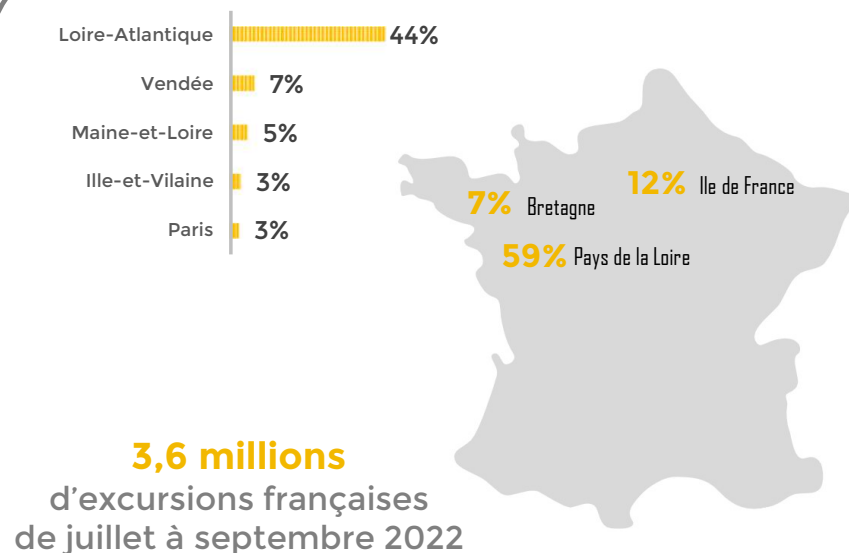 Loire-Atlantique 44%
Vendée 7%
Maine-et-Loire 5%
Ille-et-Vilaine 3%
Paris 3%
12% Ile de France
7% Bretagne
59% Pays de la Loire
3,6 millions
d'excursions françaises
de juillet à septembre 2022